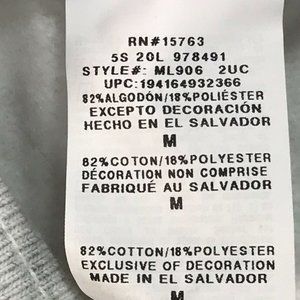 RN#15763
5S 20L 978491
STYLE#: ML906 2UC
UPC:194164932366
82%ALGODÓN/18%POLIÉSTER
EXCEPTO DECORACIÓN
HECHO EN EL SALVADOR
M
82%COTTON/18%POLYESTER
DÉCORATION NON COMPRISE
FABRIQUÉ AU SALVADOR
M
82%COTTON/18%POLYESTER
EXCLUSIVE OF DECORATION
MADE IN EL SALVADOR
M